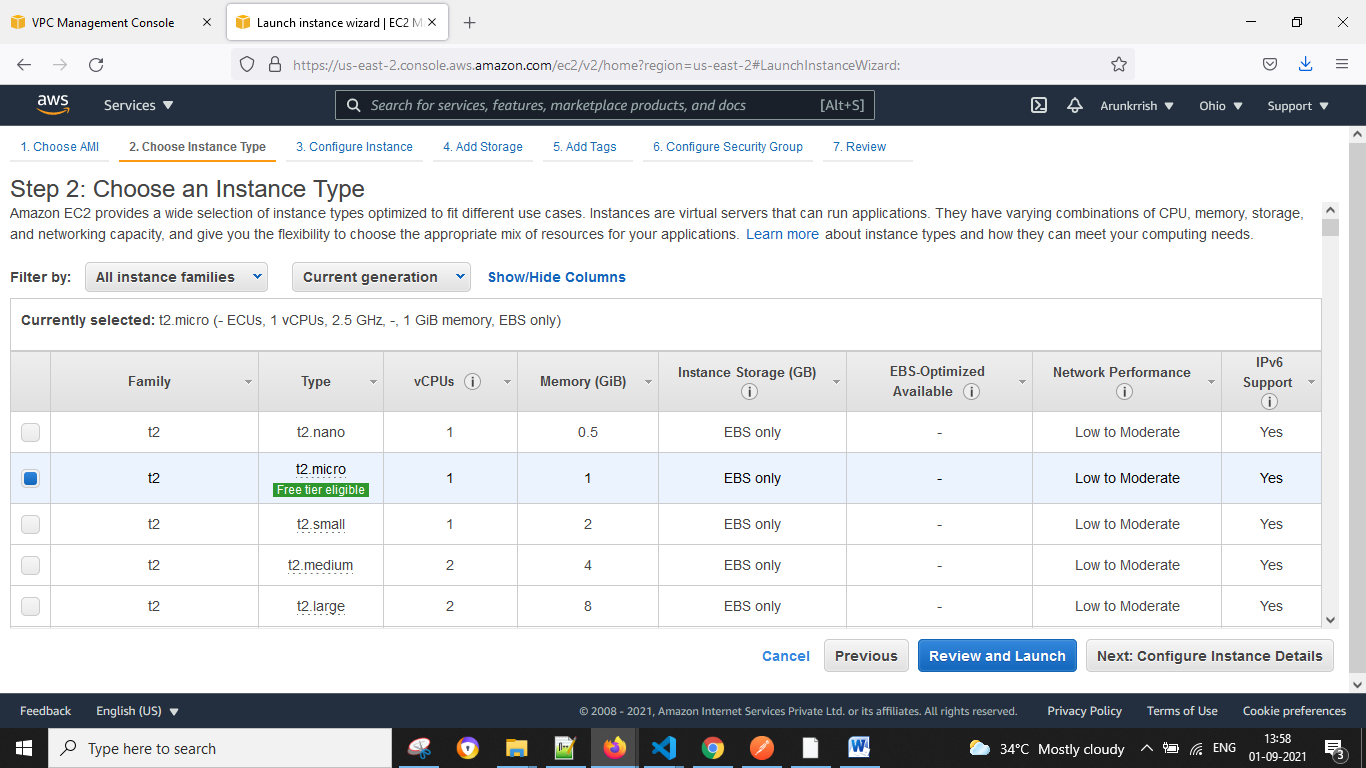 VPC Management Console
Launch instance wizard | EC2 M
https://us-east-2.console.aws.amazon.com/ec2/v2/home?region=us-east-2#LaunchInstanceWizard:
aws Services Search for services, features, marketplace products, and docs [Alt+S] Arunkrrish Ohio Support
1. Choose AMI 2. Choose Instance Type 3. Configure Instance 4. Add Storage 5. Add Tags 6. Configure Security Group 7. Review
Step 2: Choose an Instance Type
Amazon EC2 provides a wide selection of instance types optimized to fit different use cases. Instances are virtual servers that can run applications. They have varying combinations of CPU, memory, storage,
and networking capacity, and give you the flexibility to choose the appropriate mix of resources for your applications. Learn more about instance types and how they can meet your computing needs.
Filter by: All instance families Current generation Show/Hide Columns
Currently selected: t2.micro (- ECUs, 1 vCPUs, 2.5 GHz, -, 1 GiB memory, EBS only)
Family Type vCPUs Memory (GiB) Instance Storage (GB) EBS-Optimized Available Network Performance IPv6 Support
t2 t2.nano 1 0.5 EBS only - Low to Moderate Yes
t2 t2.micro Free tier eligible 1 1 EBS only - Low to Moderate Yes
t2 t2.small 1 2 EBS only - Low to Moderate Yes
t2 t2.medium 2 4 EBS only - Low to Moderate Yes
t2 t2.large 2 8 EBS only - Low to Moderate Yes
Cancel Previous Review and Launch Next: Configure Instance Details
Feedback English (US) © 2008 - 2021, Amazon Internet Services Private Ltd. or its affiliates. All rights reserved. Privacy Policy Terms of Use Cookie preferences
Type here to search 34°C Mostly cloudy ENG 13:58
01-09-2021 3